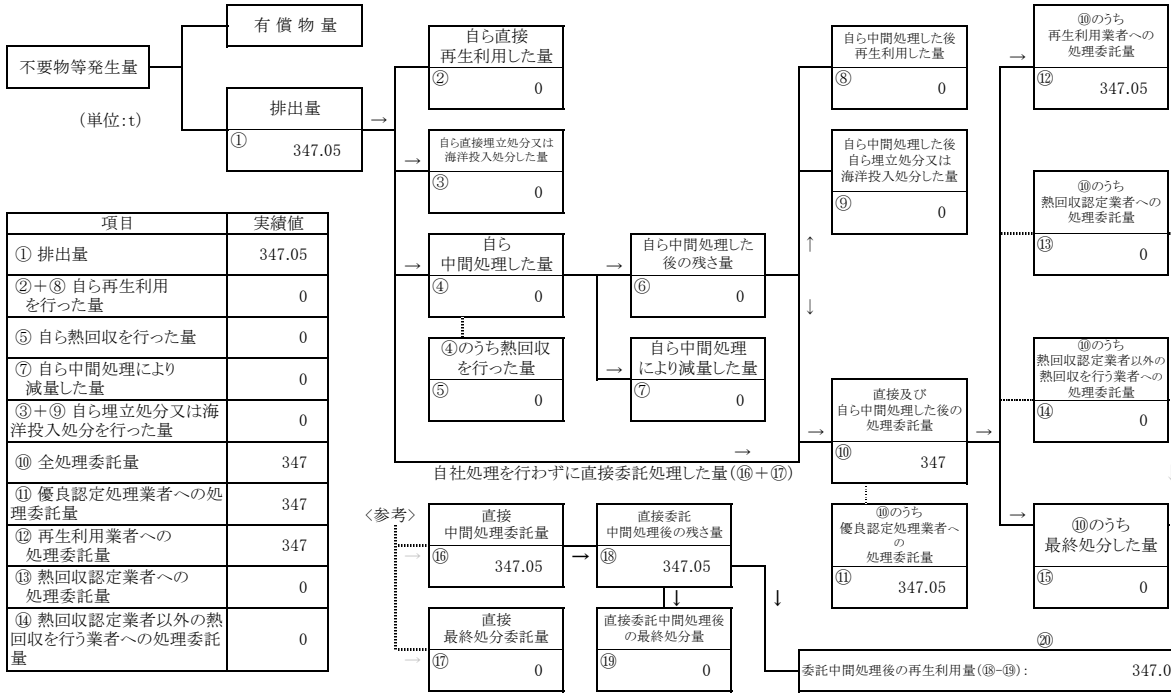 有 償 物 量
不要物等発生量
(単位:t)
排出量
①
347.05
→
自ら直接
再生利用した量
②
0
→
自ら直接埋立処分又は
海洋投入処分した量
③
0
→
自ら
中間処理した量
④
0
④のうち熱回収
を行った量
⑤
0
→
自ら中間処理した
後の残さ量
⑥
0
→
自ら中間処理
により減量した量
⑦
0
自ら中間処理した後
再生利用した量
⑧
0
自ら中間処理した後
自ら埋立処分又は
海洋投入処分した量
⑨
0
↑
↓
→
自社処理を行わずに直接委託処理した量(⑯+⑰)
→
直接及び
自ら中間処理した後の
処理委託量
⑩
347
→
⑩のうち
優良認定処理業者へ
の
処理委託量
⑪
347.05
→
⑩のうち
再生利用業者への
処理委託量
⑫
347.05
⑩のうち
熱回収認定業者への
処理委託量
⑬
0
⑩のうち
熱回収認定業者以外の
熱回収を行う業者への
処理委託量
⑭
0
→
⑩のうち
最終処分した量
⑮
0
項目 実績値
① 排出量 347.05
②+⑧ 自ら再生利用
を行った量 0
⑤ 自ら熱回収を行った量 0
⑦ 自ら中間処理により
減量した量 0
③+⑨ 自ら埋立処分又は海
洋投入処分を行った量 0
⑩ 全処理委託量 347
⑪ 優良認定処理業者への処
理委託量 347
⑫ 再生利用業者への
処理委託量 347
⑬ 熱回収認定業者への
処理委託量 0
⑭ 熱回収認定業者以外の熱
回収を行う業者への処理委託
量 0
〈参考〉
→
直接
中間処理委託量
⑯
347.05
→
直接委託
中間処理後の残さ量
⑱
347.05
↓
↓
→
直接
最終処分委託量
⑰
0
直接委託中間処理後
の最終処分量
⑲
0
⑳
委託中間処理後の再生利用量(⑱-⑲): 347.0